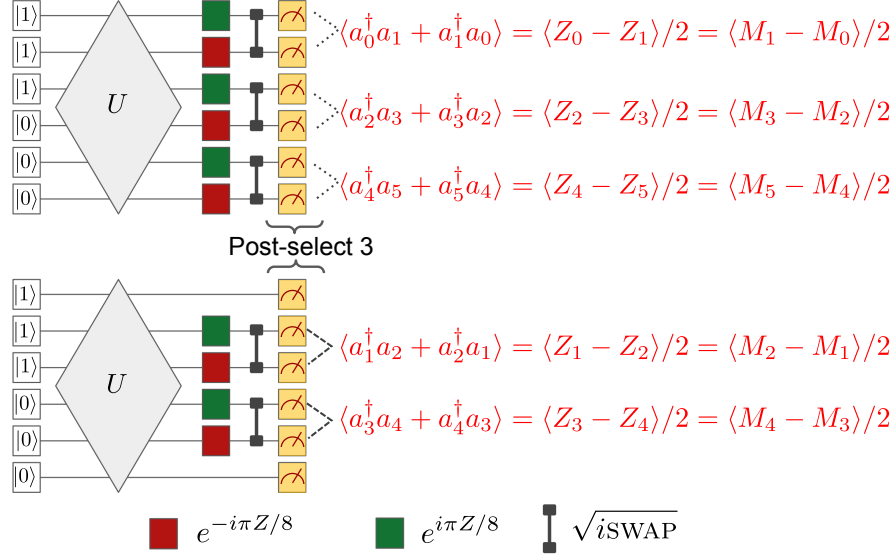 |1⟩
⟨a₀†a₁ + a₁†a₀⟩ = ⟨Z₀ − Z₁⟩/2 = ⟨M₁ − M₀⟩/2
|1⟩
|1⟩
U
⟨a₂†a₃ + a₃†a₂⟩ = ⟨Z₂ − Z₃⟩/2 = ⟨M₃ − M₂⟩/2
|0⟩
|0⟩
⟨a₄†a₅ + a₅†a₄⟩ = ⟨Z₄ − Z₅⟩/2 = ⟨M₅ − M₄⟩/2
|0⟩
Post-select 3
|1⟩
|1⟩
⟨a₁†a₂ + a₂†a₁⟩ = ⟨Z₁ − Z₂⟩/2 = ⟨M₂ − M₁⟩/2
|1⟩
U
|0⟩
⟨a₃†a₄ + a₄†a₃⟩ = ⟨Z₃ − Z₄⟩/2 = ⟨M₄ − M₃⟩/2
|0⟩
|0⟩
e^{−iπZ/8} e^{iπZ/8} √iSWAP